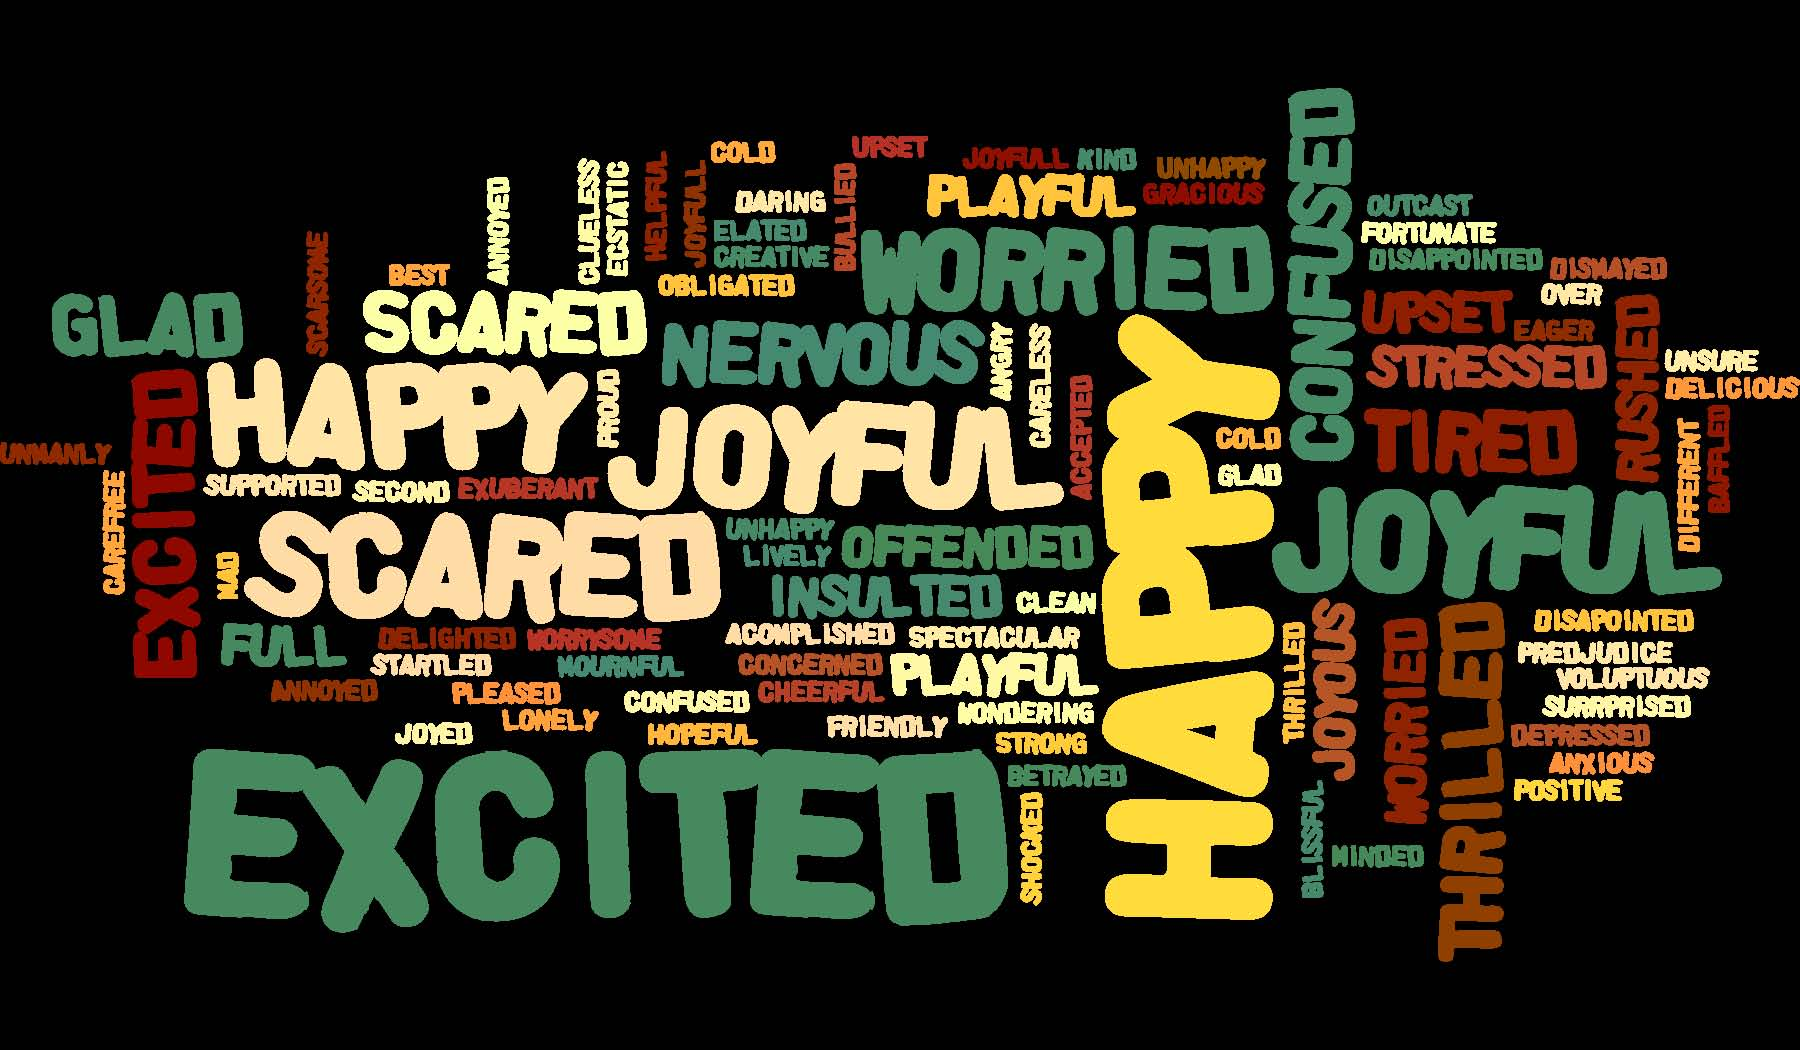 COLD
UPSET
JOYFULL
KIND
UNHAPPY
GRACIOUS
PLAYFUL
HELPFUL
JOYFULL
CLUELESS
ECSTATIC
ANNOYED
DARING
ELATED
CREATIVE
BULLIED
OBLIGATED
WORRIED
CONFUSED
OUTCAST
FORTUNATE
DISAPPOINTED
DISMAYED
OVER
UPSET
EAGER
RUSHED
STRESSED
UNSURE
DELICIOUS
BEST
SCARSONE
GLAD
SCARED
NERVOUS
ANGRY
CARELESS
ACCEPTED
HAPPY
PROUD
JOYFUL
EXCITED
UNMANLY
CAREFREE
SUPPORTED
SECOND
EXUBERANT
HAPPY
COLD
GLAD
TIRED
DIFFERENT
BAFFLED
JOYFUL
MAD
SCARED
UNHAPPY
LIVELY
OFFENDED
INSULTED
CLEAN
FULL
DELIGHTED
WORRYSOME
STARTLED
MOURNFUL
ACOMPLISHED
SPECTACULAR
CONCERNED
PLAYFUL
ANNOYED
PLEASED
CONFUSED
CHEERFUL
LONELY
WONDERING
JOYED
HOPEFUL
FRIENDLY
STRONG
BETRAYED
EXCITED
SHOCKED
THRILLED
JOYOUS
WORRIED
THRILLED
DISAPOINTED
PREDJUDICE
VOLUPTUOUS
SURRPRISED
DEPRESSED
ANXIOUS
POSITIVE
BLISSFUL
MINDED